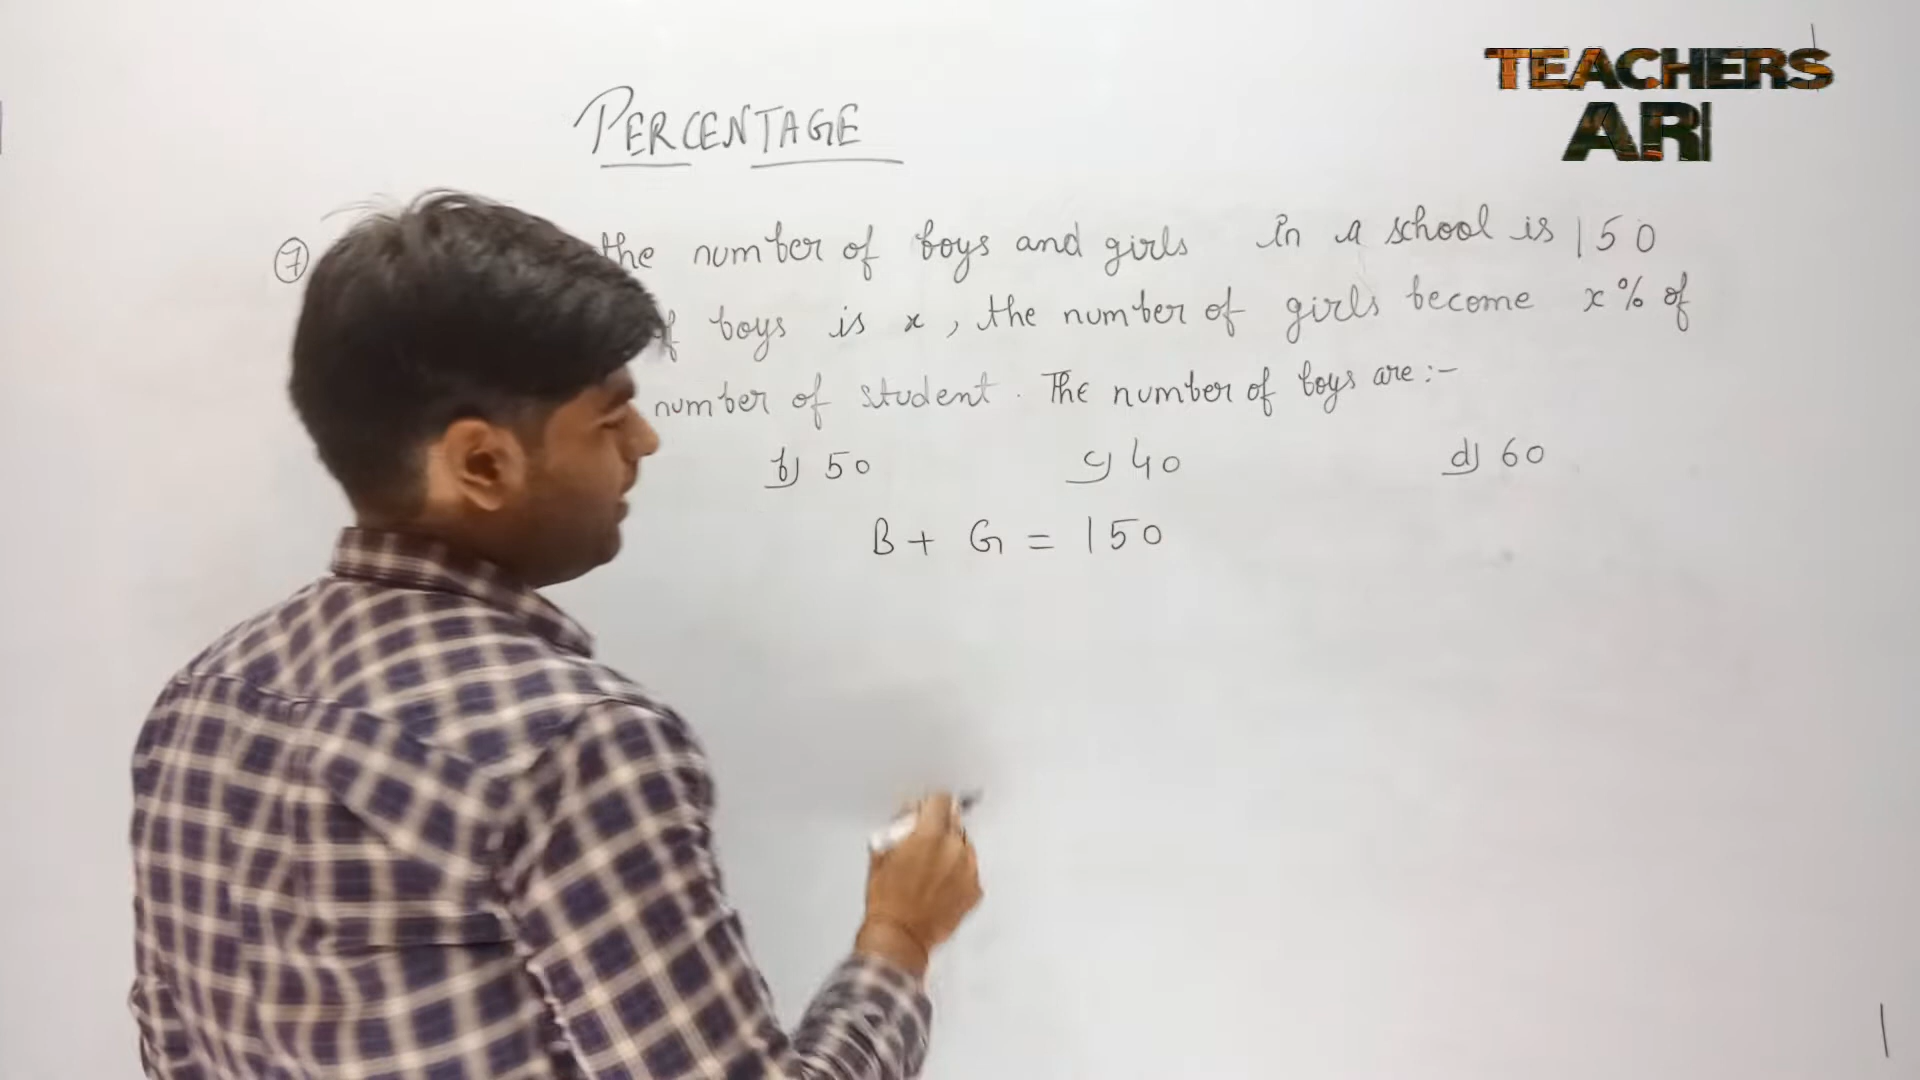 TEACHERS
ARI
PERCENTAGE
7 the number of boys and girls in a school is 150
boys is x, the number of girls become x% of
number of student. The number of boys are:-
b) 50 c) 40 d) 60
B + G = 150